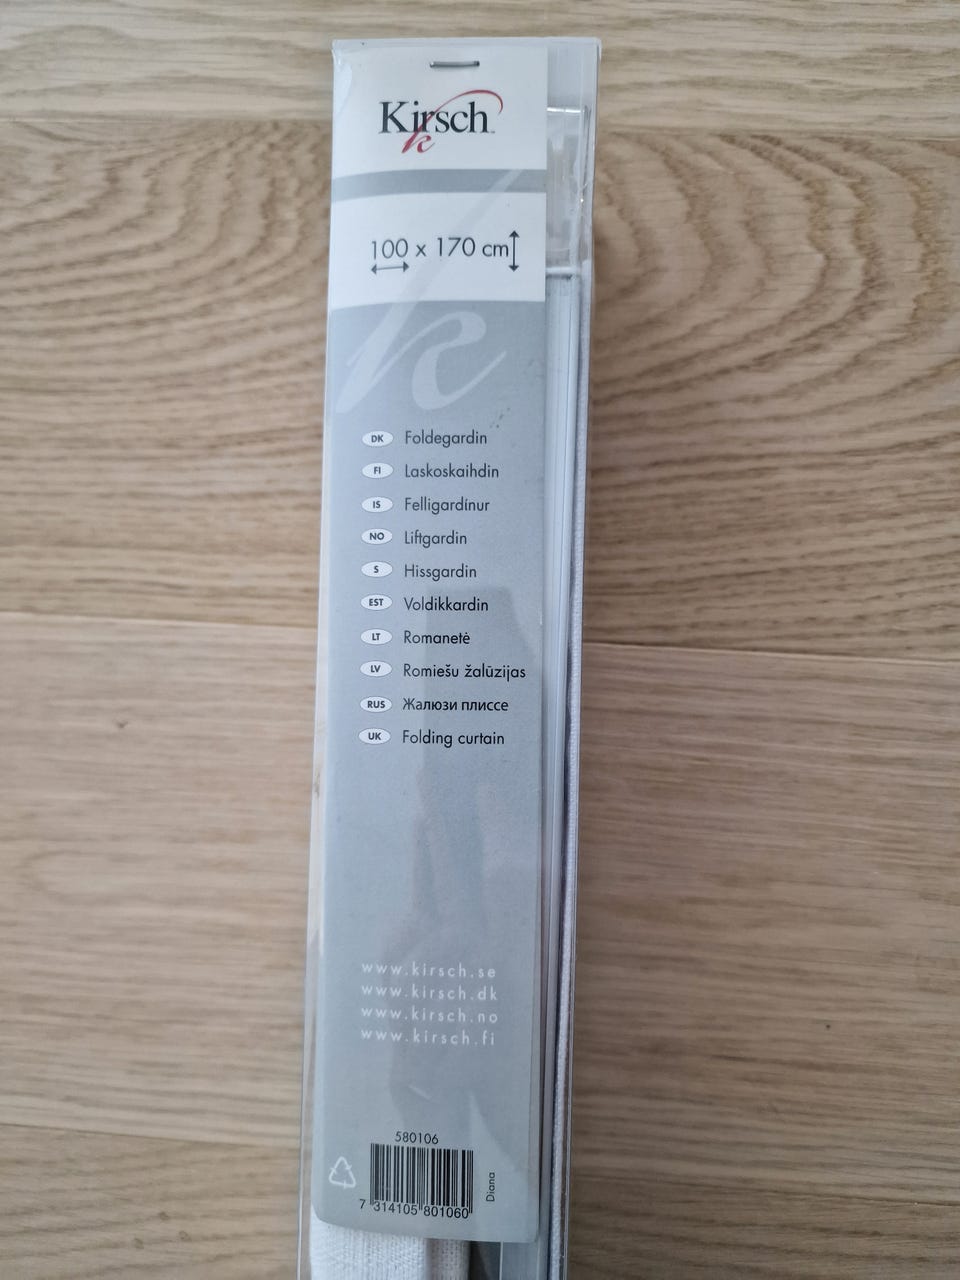 Kirsch
100 x 170 cm
DK Foldegardin
FI Laskoskaihdin
IS Felligardínur
NO Liftgardin
S Hissgardin
EST Voldikkardin
LT Romanetė
LV Romiešu žalūzijas
RUS Жалюзи плиссе
UK Folding curtain
www.kirsch.se
www.kirsch.dk
www.kirsch.no
www.kirsch.fi
580106
7 314105 801060
Diana